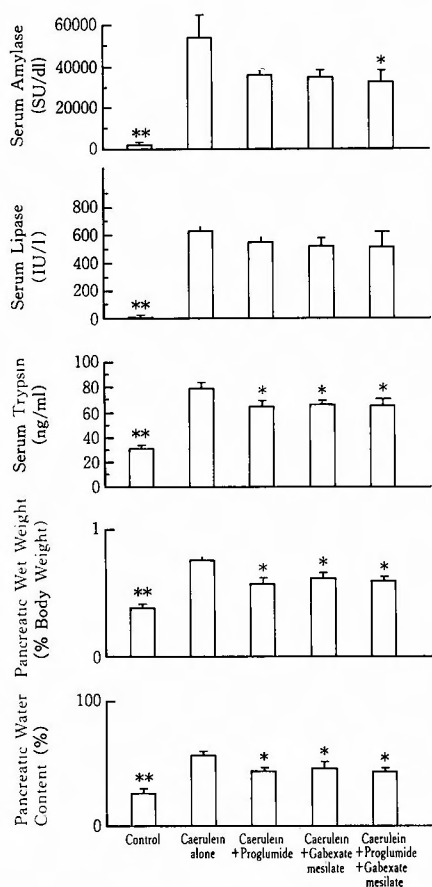 Serum Amylase
(SU/dl)
60000
40000
20000
0
**
*
Serum Lipase
(IU/l)
800
600
400
200
0
**
Serum Trypsin
(ng/ml)
100
80
60
40
20
0
**
*
*
*
Pancreatic Wet Weight
(% Body Weight)
1
0
**
*
*
*
Pancreatic Water
Content (%)
100
0
**
*
*
*
Control
Caerulein
alone
Caerulein
+Proglumide
Caerulein
+Gabexate
mesilate
Caerulein
+Proglumide
+Gabexate
mesilate